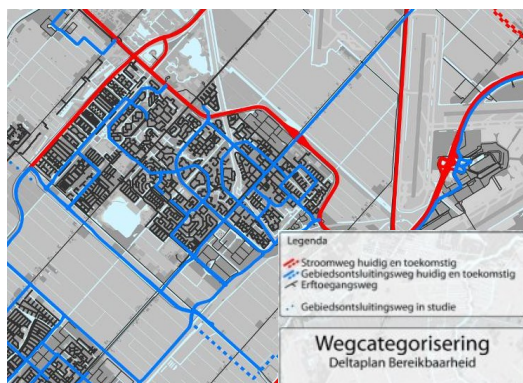 Legenda
Stroomweg huidig en toekomstig
Gebiedsontsluitingsweg huidig en toekomstig
Erftoegangsweg
Gebiedsontsluitingsweg in studie
Wegcategorisering
Deltaplan Bereikbaarheid